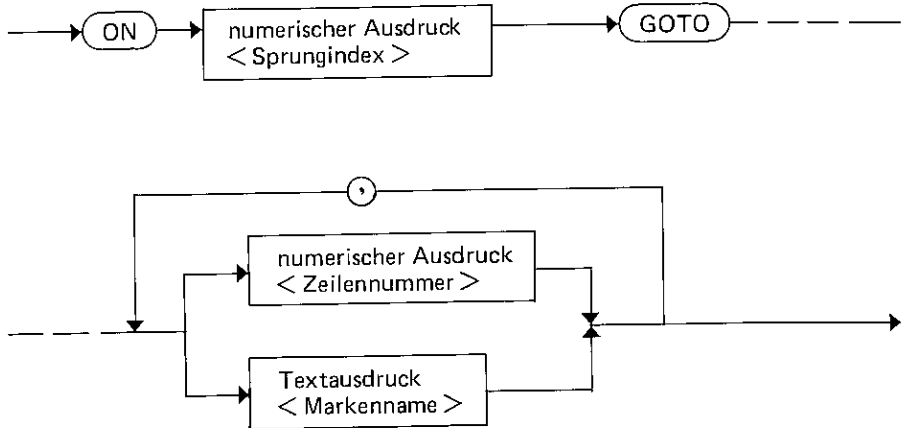 ON
numerischer Ausdruck
< Sprungindex >
GOTO
,
numerischer Ausdruck
< Zeilennummer >
Textausdruck
< Markenname >